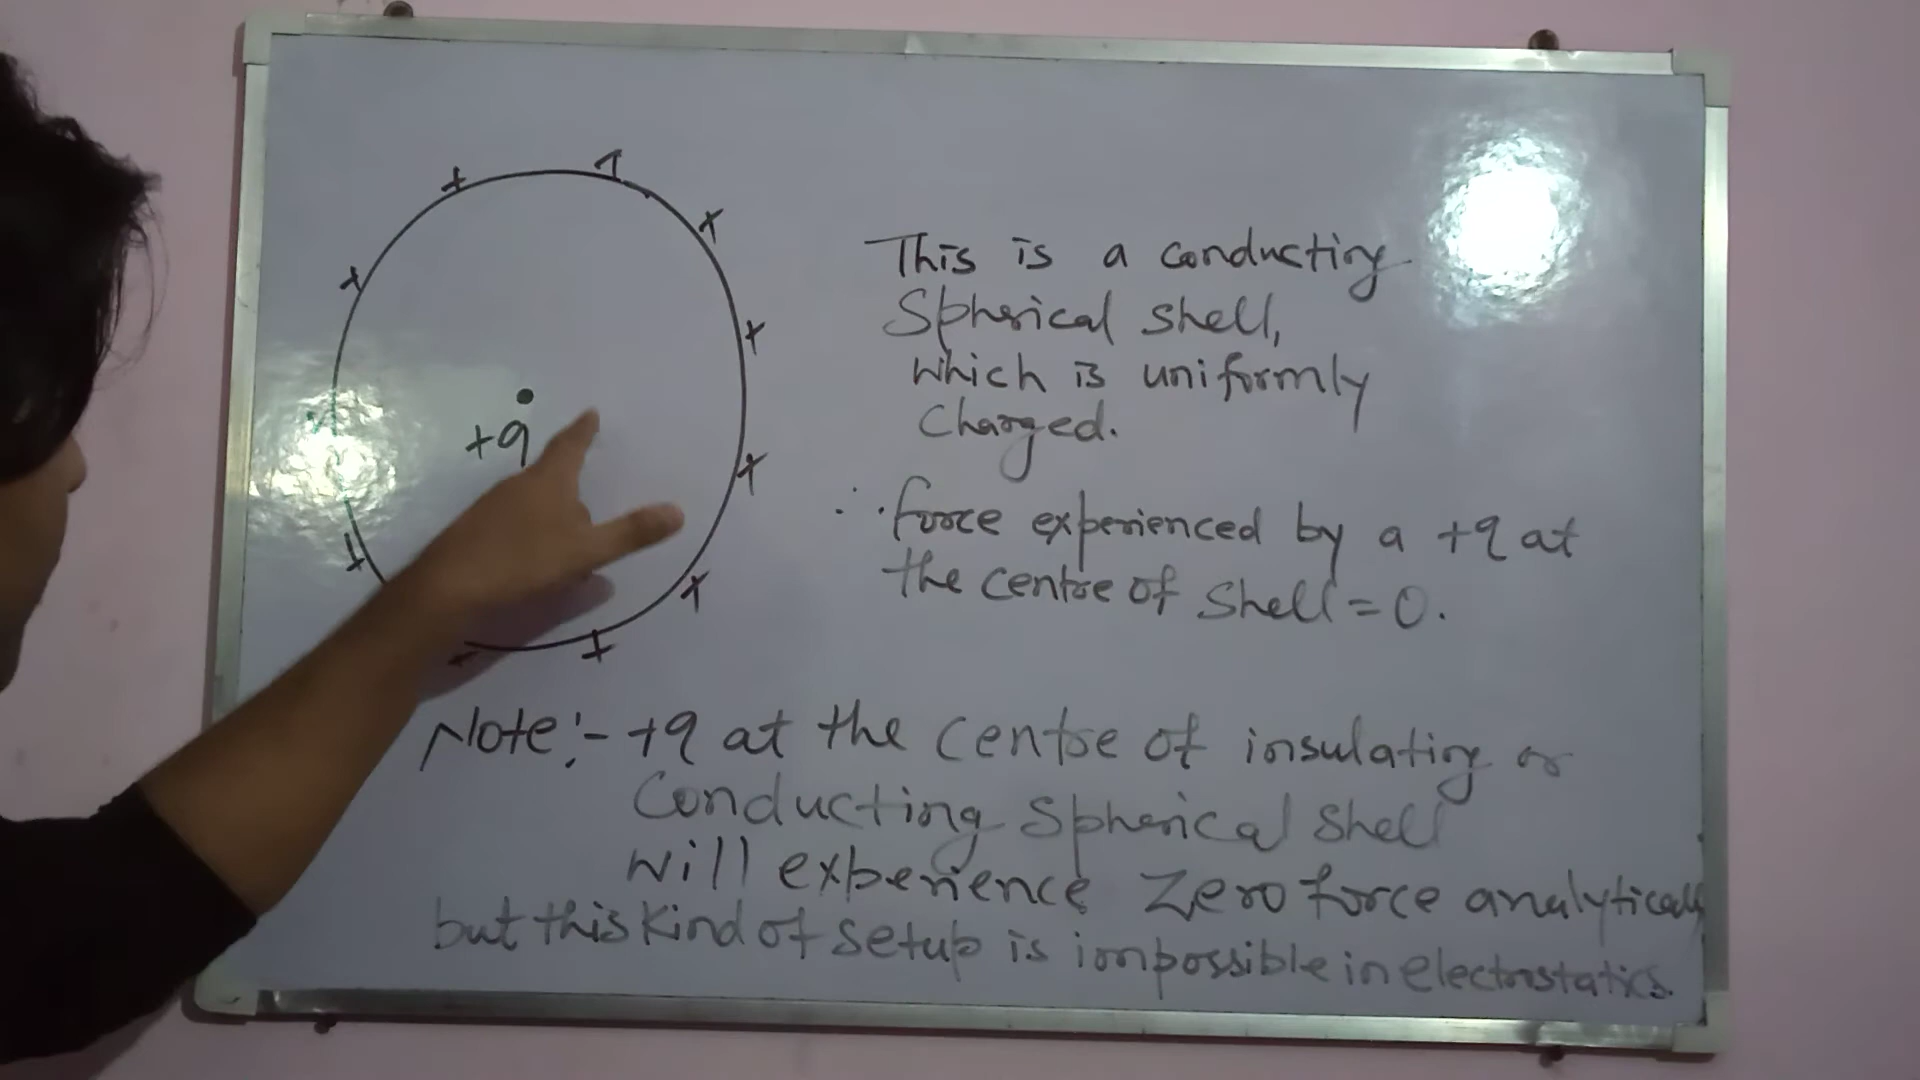 +q
This is a conducting
Spherical shell,
which is uniformly
Charged.
∴ force experienced by a +q at
the centre of Shell = 0.
Note:- +q at the centre of insulating or
Conducting Spherical Shell
will experience Zero force analytically
but this Kind of setup is impossible in electrostatics.